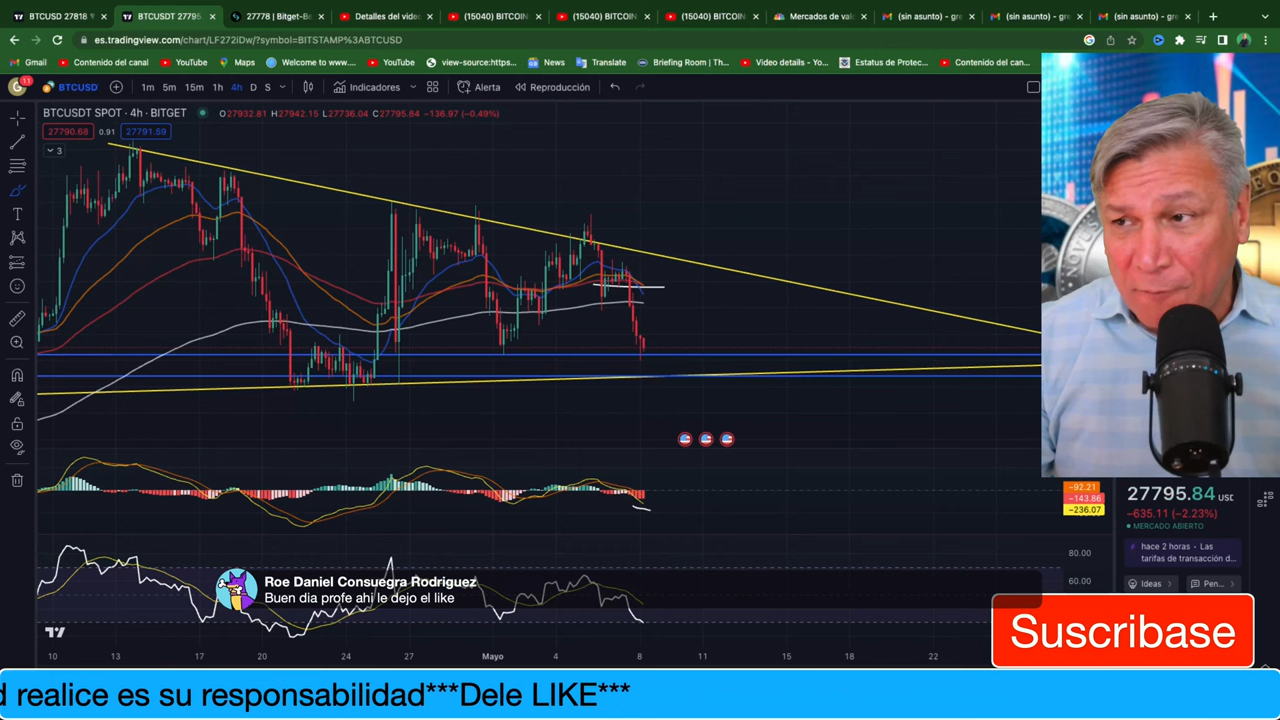 BTCUSD 27818
BTCUSDT 27795
27778 | Bitget-Be
Detalles del vídeo
(15040) BITCOIN
(15040) BITCOIN
(15040) BITCOIN
Mercados de valo
(sin asunto) - gre
(sin asunto) - gre
(sin asunto) - gre
es.tradingview.com/chart/LF272iDw/?symbol=BITSTAMP%3ABTCUSD
Gmail
Contenido del canal
YouTube
Maps
Welcome to www....
YouTube
view-source:https...
News
Translate
Briefing Room | Th...
Video details - Yo...
Estatus de Protec...
Contenido del can...
11
BTCUSD
1m 5m 15m 1h 4h D S
Indicadores
Alerta
Reproducción
BTCUSDT SPOT · 4h · BITGET
O27932.81 H27942.15 L27736.04 C27795.84 −136.97 (−0.49%)
27790.68 0.91 27791.59
3
−92.21
−143.86
−236.07
27795.84 USD
−635.11 (−2.23%)
MERCADO ABIERTO
hace 2 horas - Las
tarifas de transacción d...
Ideas
Pen...
80.00
60.00
Roe Daniel Consuegra Rodriguez
Buen dia profe ahi le dejo el like
Suscribase
10 13 17 20 24 27 Mayo 4 8 11 15 18 22
d realice es su responsabilidad***Dele LIKE***